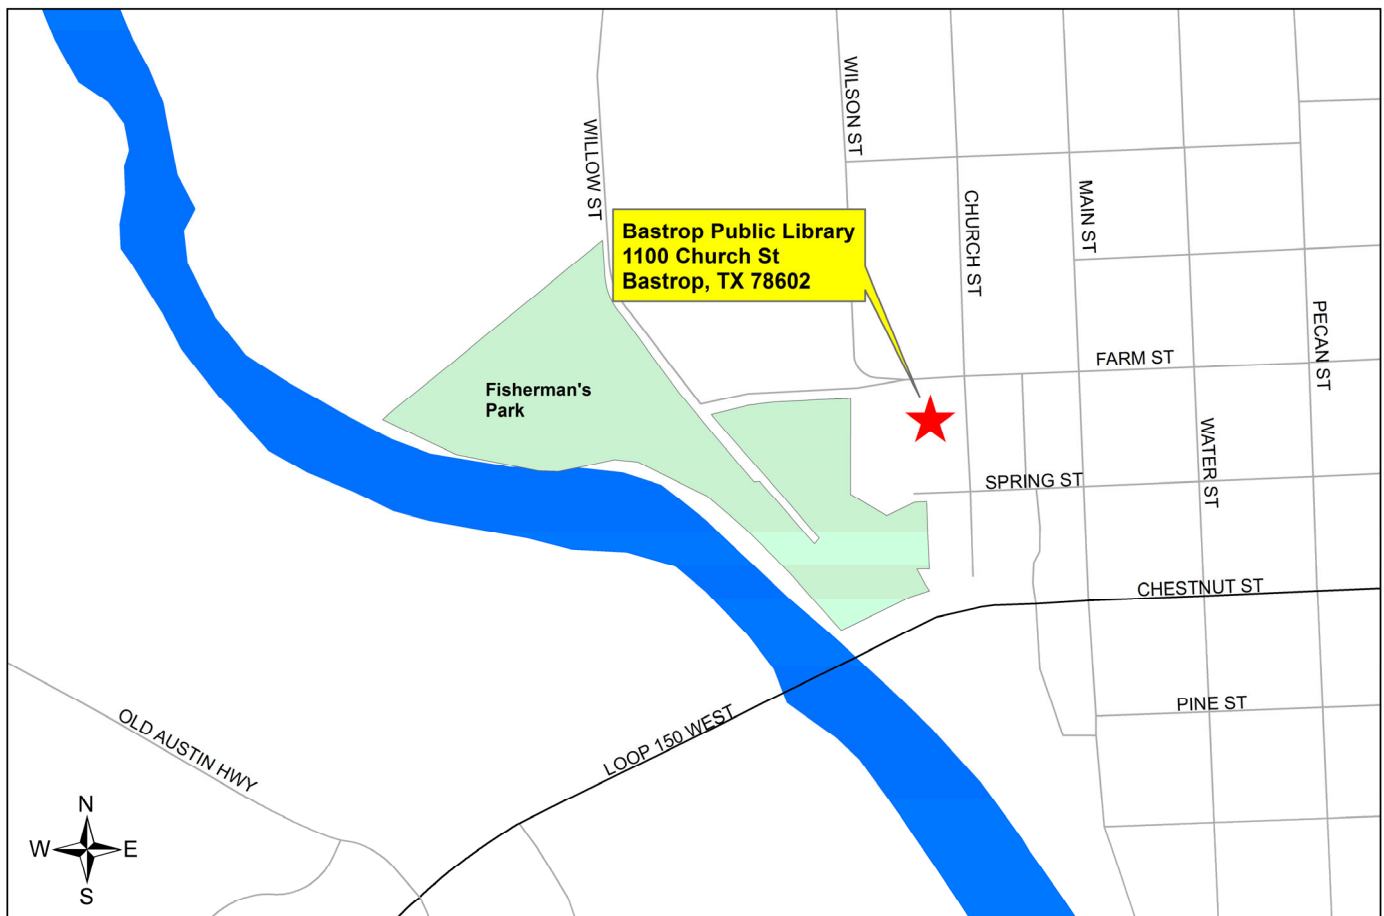 WILSON ST
WILLOW ST
CHURCH ST
MAIN ST
Bastrop Public Library
1100 Church St
Bastrop, TX 78602
PECAN ST
FARM ST
Fisherman's
Park
WATER ST
SPRING ST
CHESTNUT ST
PINE ST
OLD AUSTIN HWY
LOOP 150 WEST
N
W
E
S